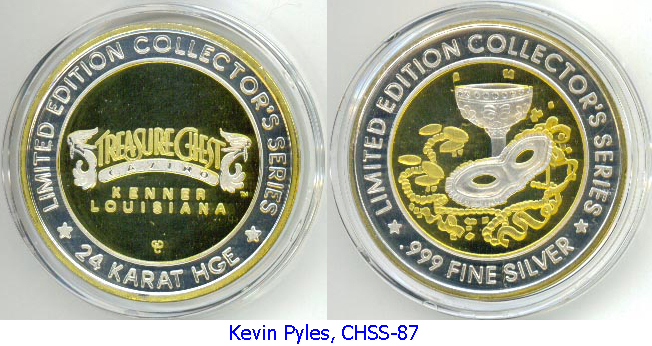 LIMITED EDITION COLLECTOR'S SERIES
TREASURE CHEST
CASINO
KENNER
LOUISIANA
TM
★ 24 KARAT HGE ★
LIMITED EDITION COLLECTOR'S SERIES
★ .999 FINE SILVER ★
Kevin Pyles, CHSS-87